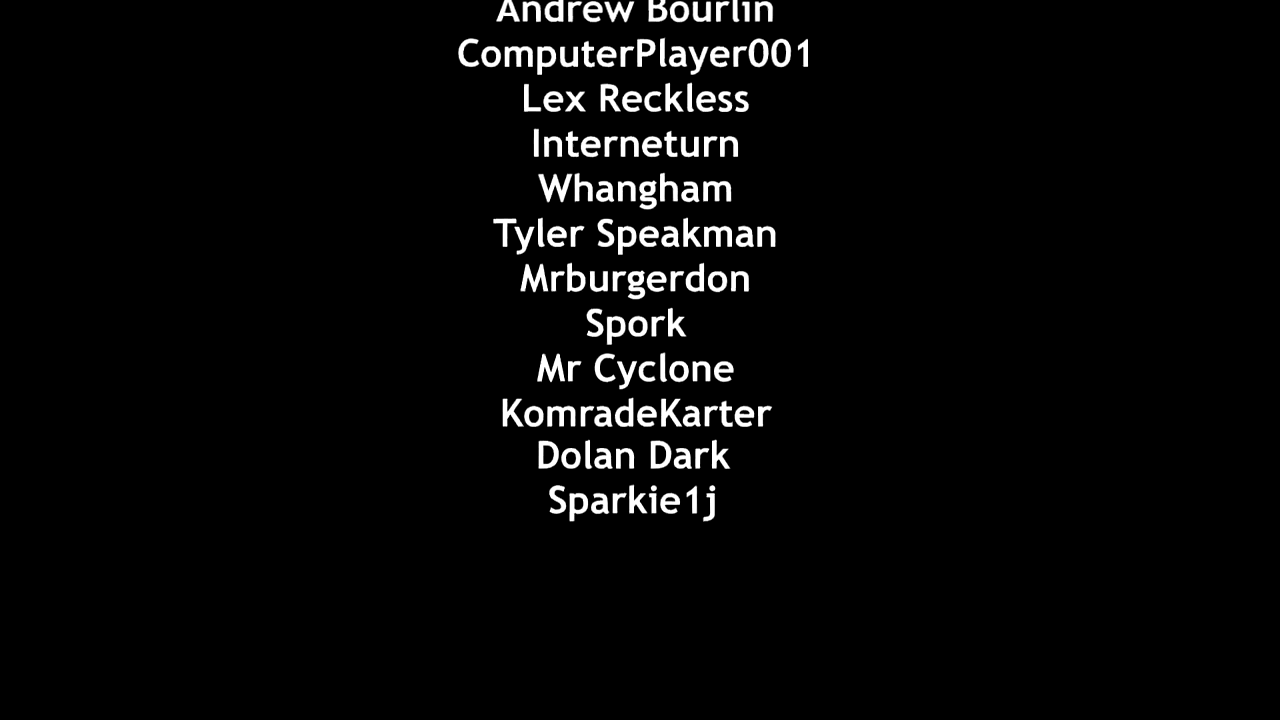 Andrew Bourlin
ComputerPlayer001
Lex Reckless
Interneturn
Whangham
Tyler Speakman
Mrburgerdon
Spork
Mr Cyclone
KomradeKarter
Dolan Dark
Sparkie1j